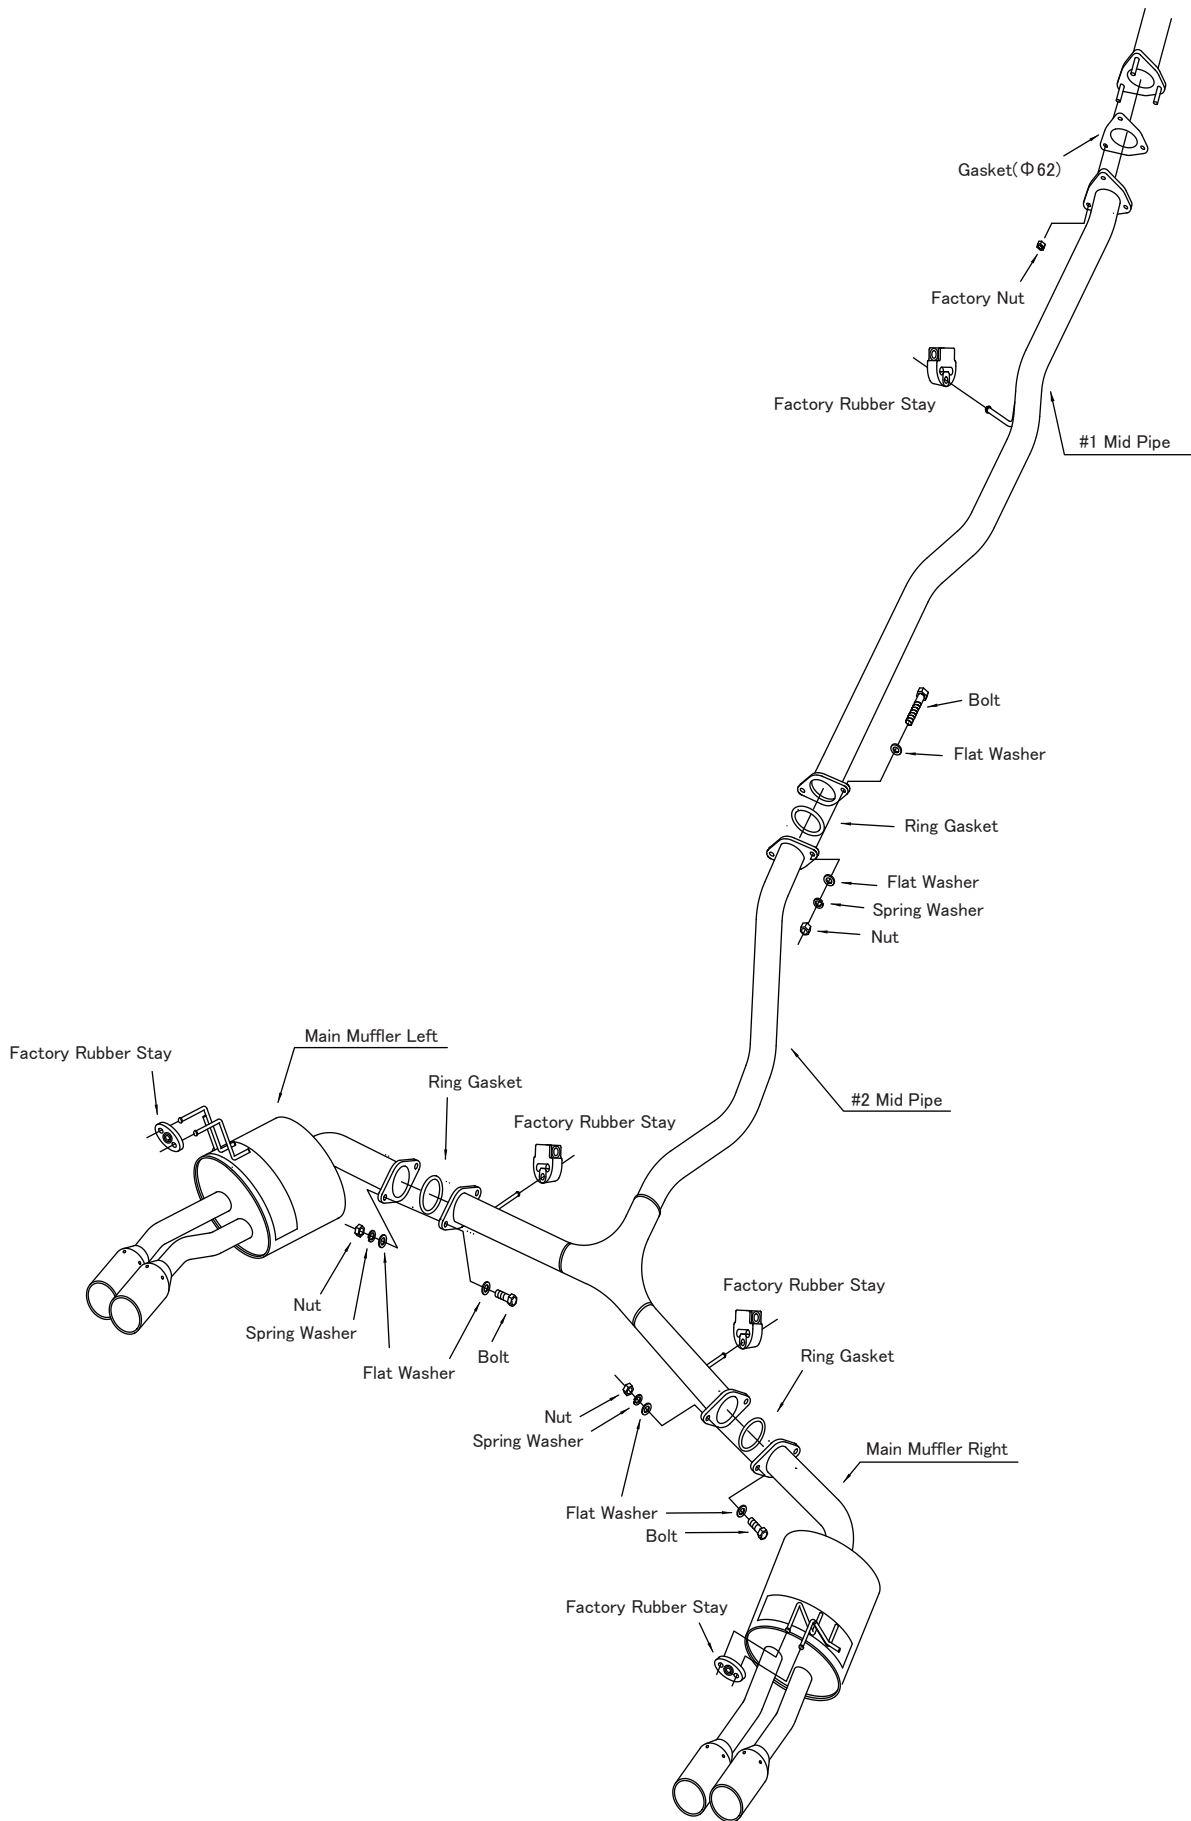 Gasket(Φ62)
Factory Nut
Factory Rubber Stay
#1 Mid Pipe
Bolt
Flat Washer
Ring Gasket
Flat Washer
Spring Washer
Nut
Main Muffler Left
Factory Rubber Stay
Ring Gasket
#2 Mid Pipe
Factory Rubber Stay
Factory Rubber Stay
Nut
Spring Washer
Bolt
Flat Washer
Ring Gasket
Nut
Spring Washer
Main Muffler Right
Flat Washer
Bolt
Factory Rubber Stay